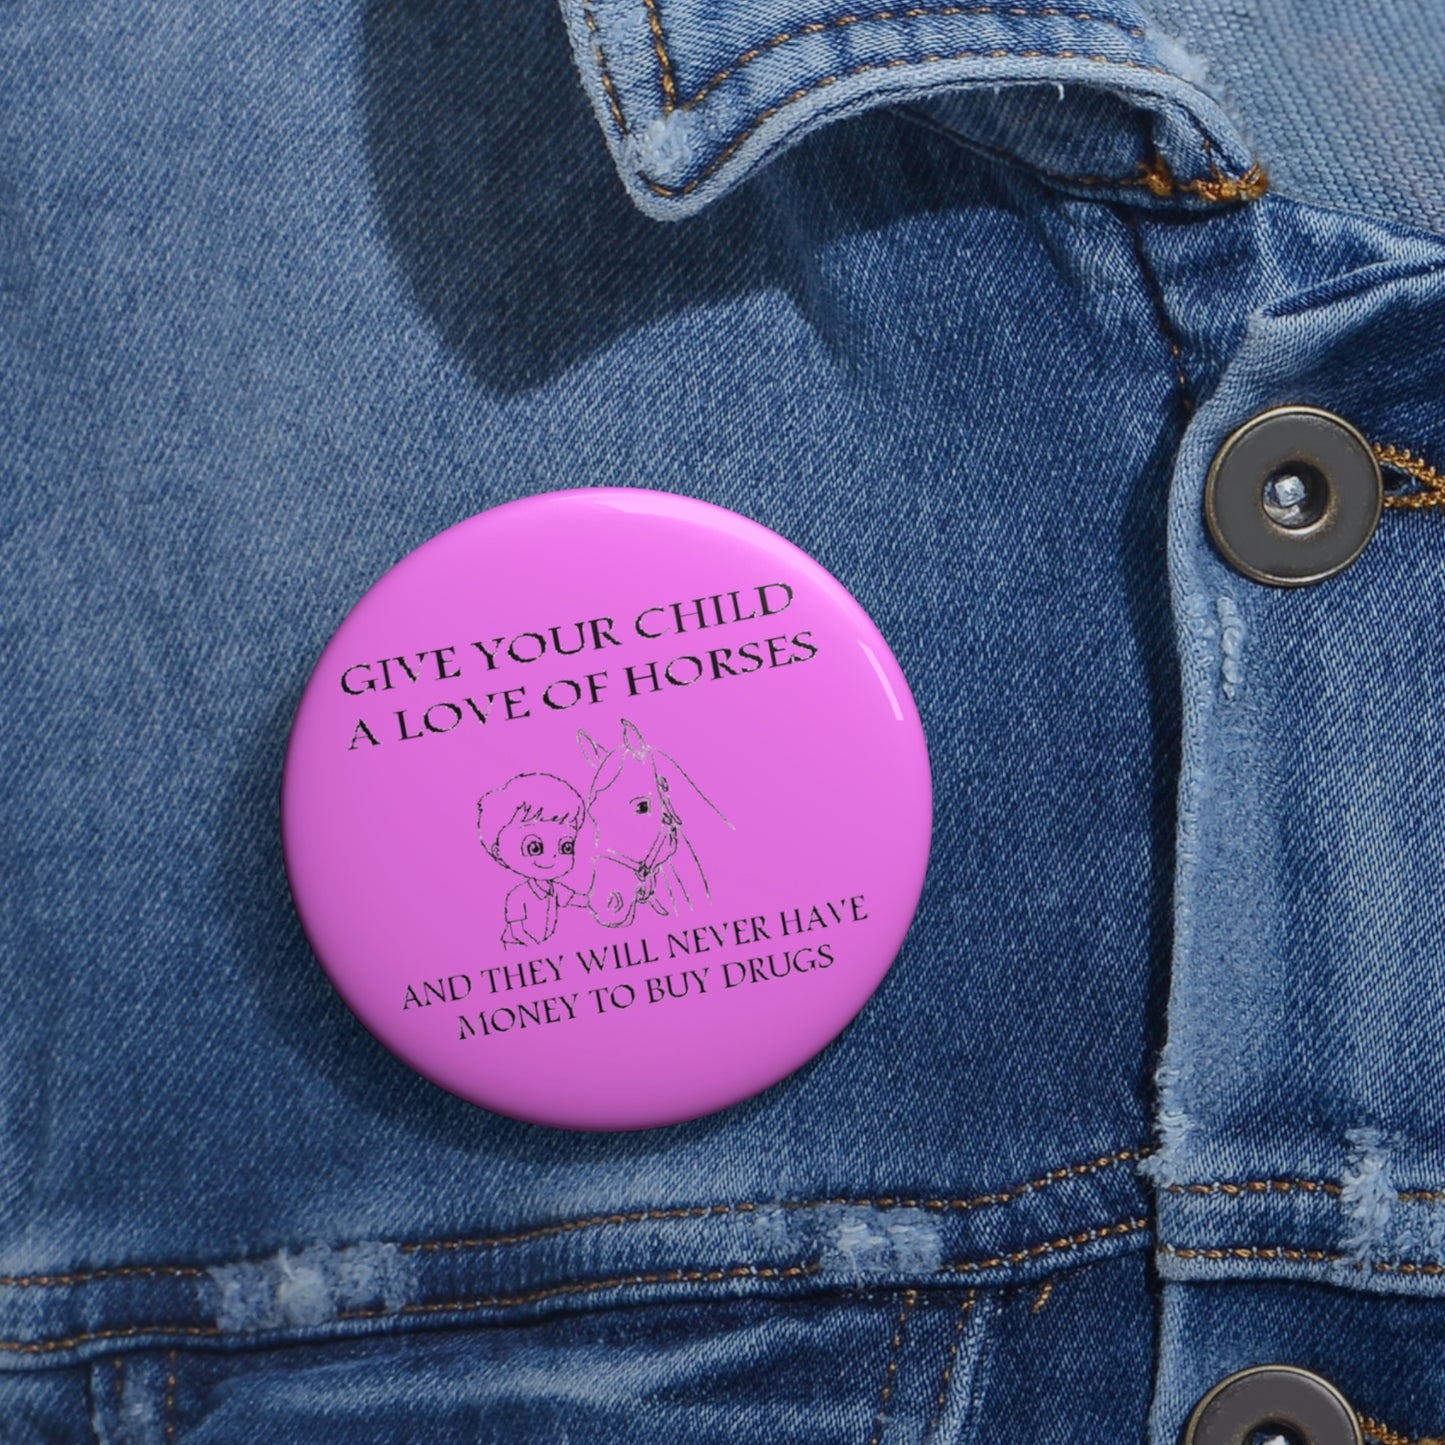 GIVE YOUR CHILD
A LOVE OF HORSES
AND THEY WILL NEVER HAVE
MONEY TO BUY DRUGS